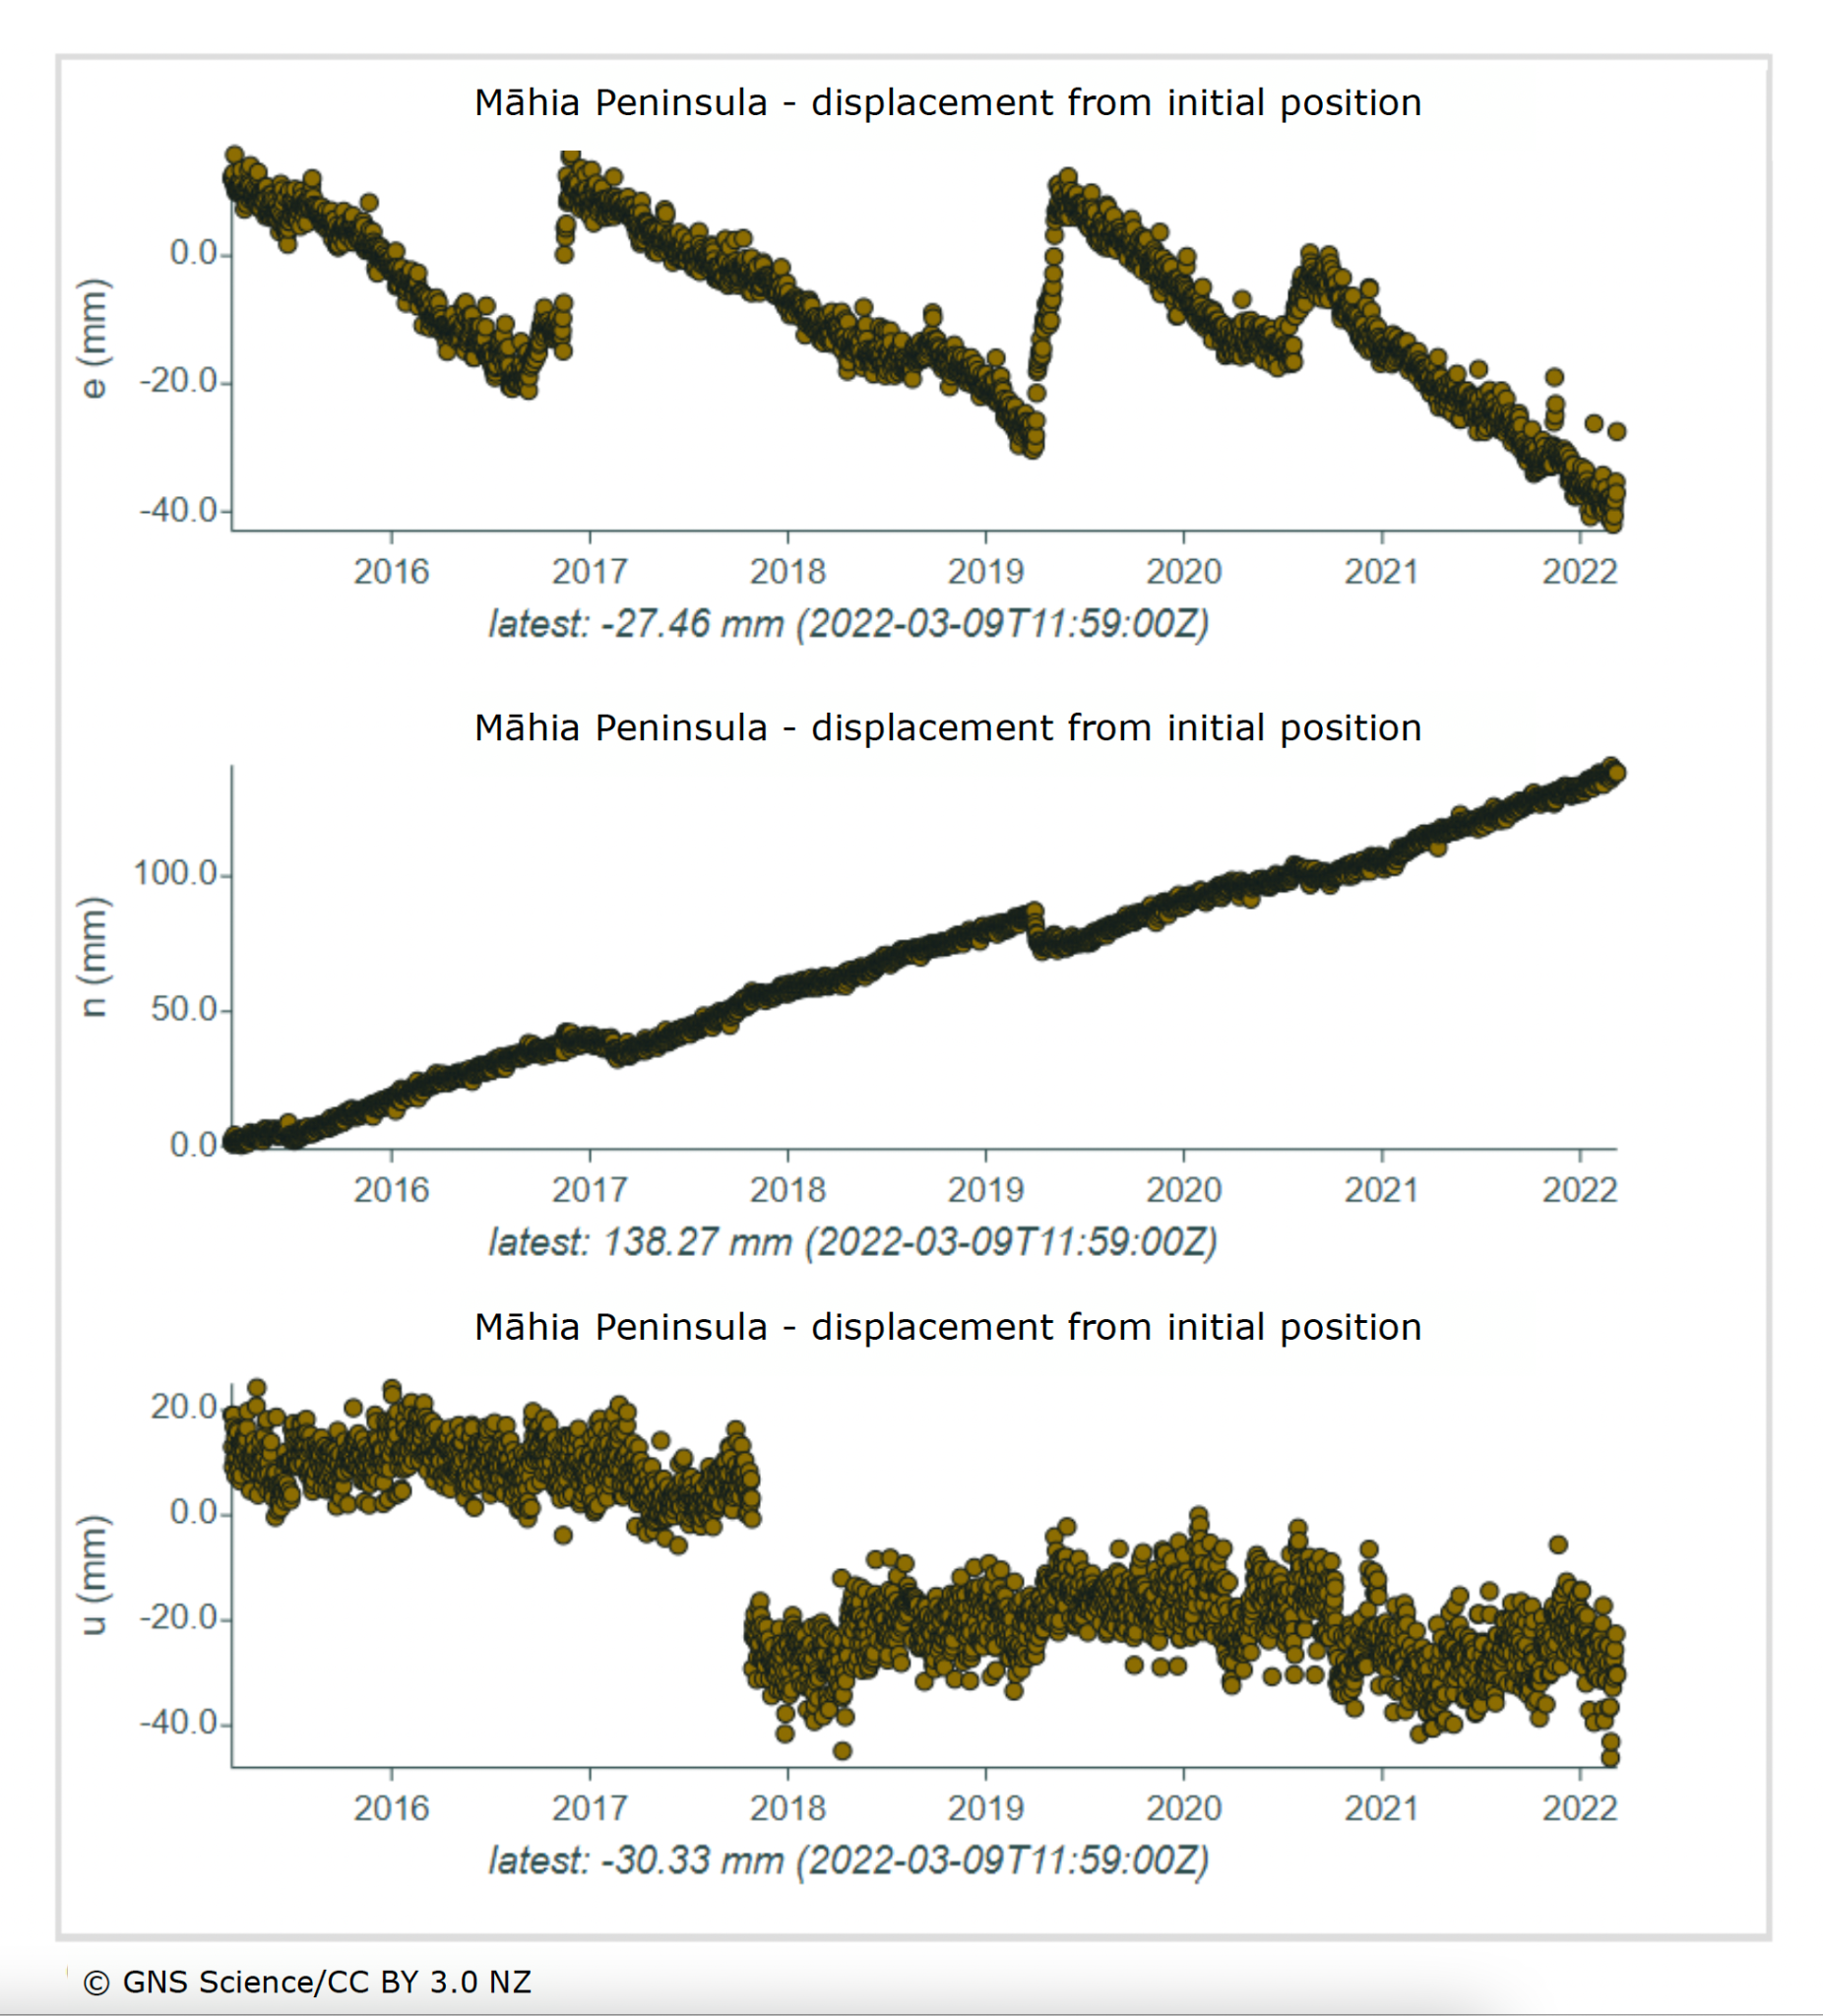 Māhia Peninsula - displacement from initial position
e (mm)
0.0
-20.0
-40.0
2016 2017 2018 2019 2020 2021 2022
latest: -27.46 mm (2022-03-09T11:59:00Z)
Māhia Peninsula - displacement from initial position
n (mm)
100.0
50.0
0.0
2016 2017 2018 2019 2020 2021 2022
latest: 138.27 mm (2022-03-09T11:59:00Z)
Māhia Peninsula - displacement from initial position
u (mm)
20.0
0.0
-20.0
-40.0
2016 2017 2018 2019 2020 2021 2022
latest: -30.33 mm (2022-03-09T11:59:00Z)
© GNS Science/CC BY 3.0 NZ